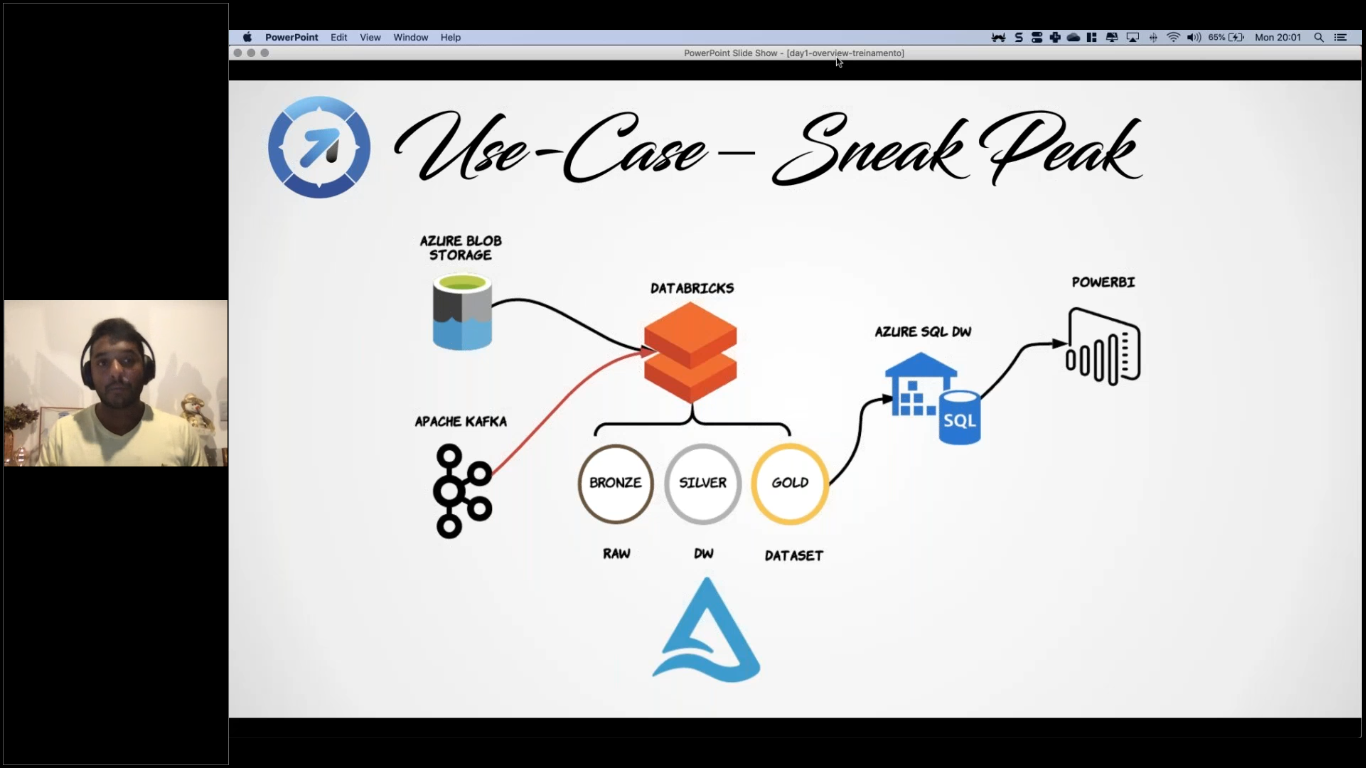 PowerPoint Edit View Window Help
65% Mon 20:01
PowerPoint Slide Show - [day1-overview-treinamento]
Use-Case – Sneak Peak
AZURE BLOB
STORAGE
DATABRICKS
POWERBI
AZURE SQL DW
SQL
APACHE KAFKA
BRONZE SILVER GOLD
RAW DW DATASET